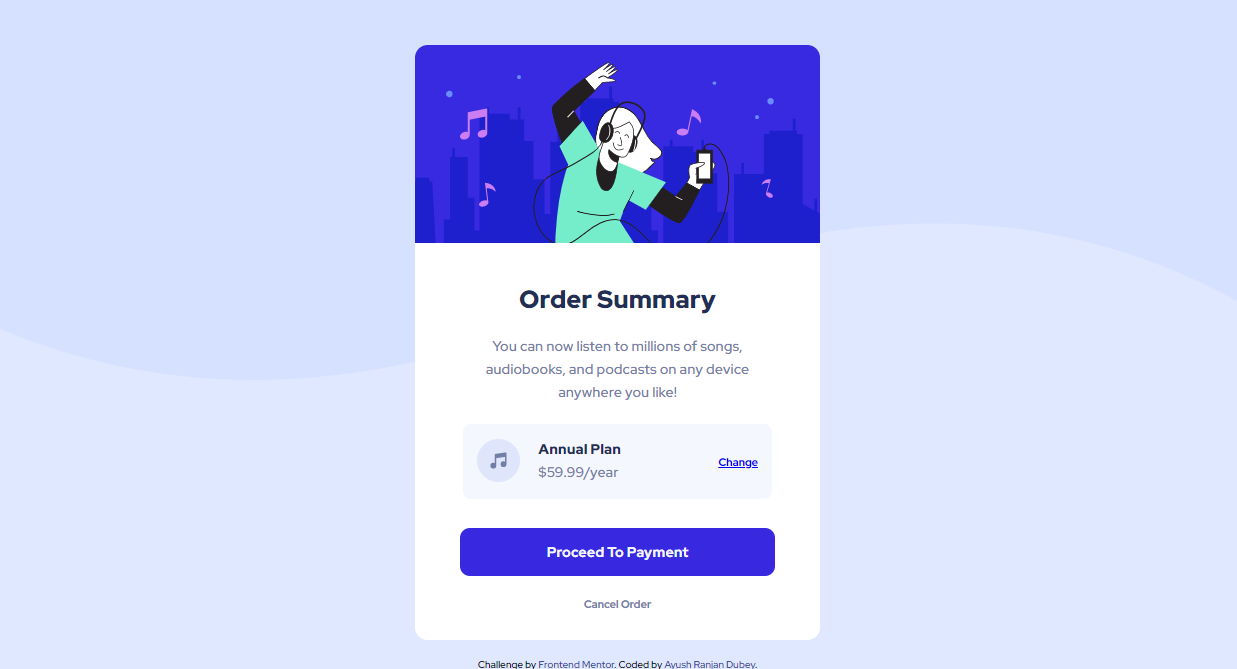 Order Summary
You can now listen to millions of songs,
audiobooks, and podcasts on any device
anywhere you like!
Annual Plan
$59.99/year
Change
Proceed To Payment
Cancel Order
Challenge by Frontend Mentor. Coded by Ayush Ranjan Dubey.